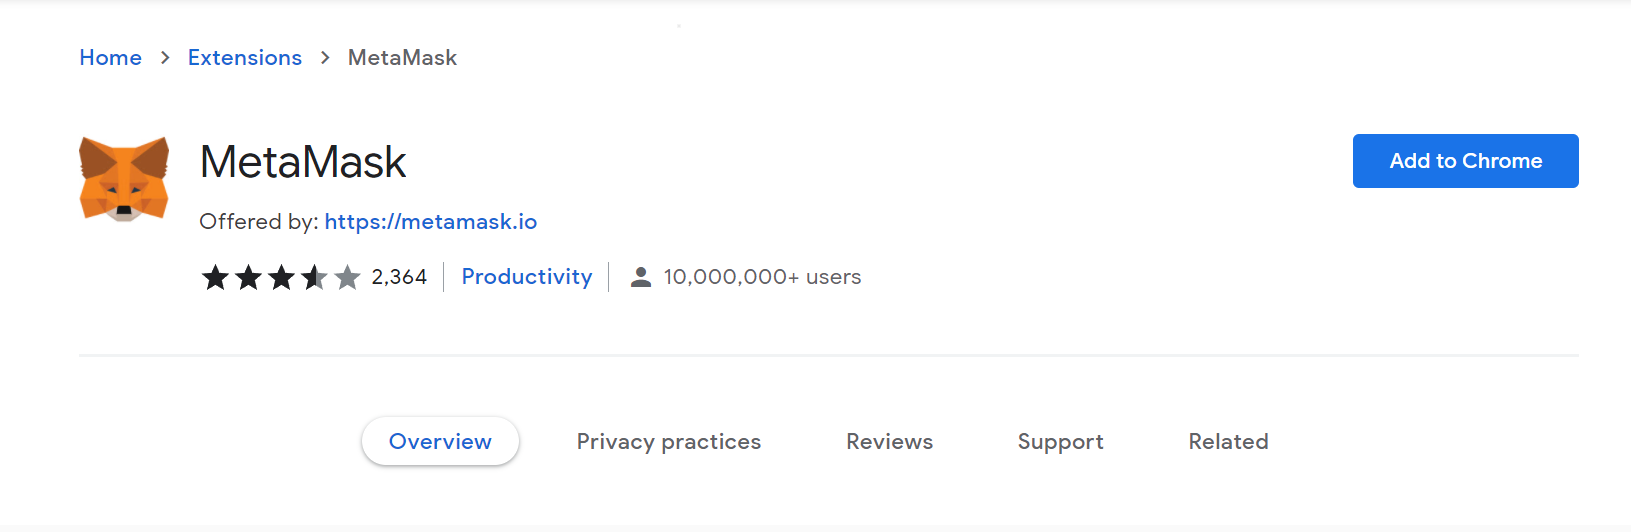 Home > Extensions > MetaMask
MetaMask
Add to Chrome
Offered by: https://metamask.io
2,364 Productivity 10,000,000+ users
Overview Privacy practices Reviews Support Related